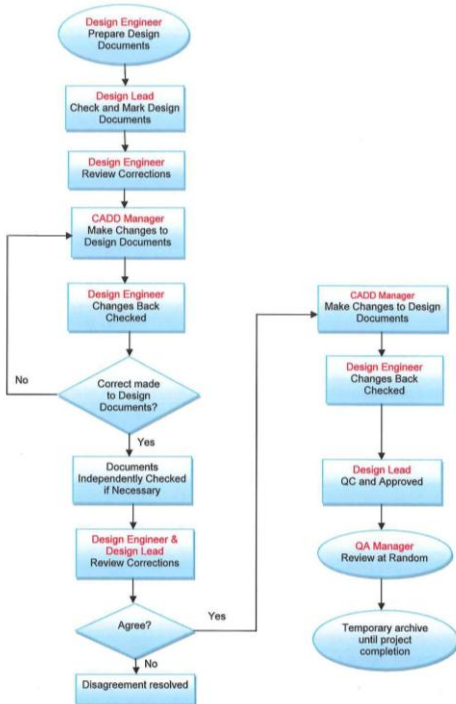 Design Engineer
Prepare Design
Documents
Design Lead
Check and Mark Design
Documents
Design Engineer
Review Corrections
CADD Manager
Make Changes to
Design Documents
Design Engineer
Changes Back
Checked
No
Correct made
to Design
Documents?
Yes
Documents
Independently Checked
if Necessary
Design Engineer &
Design Lead
Review Corrections
Agree?
Yes
No
Disagreement resolved
CADD Manager
Make Changes to Design
Documents
Design Engineer
Changes Back
Checked
Design Lead
QC and Approved
QA Manager
Review at Random
Temporary archive
until project
completion